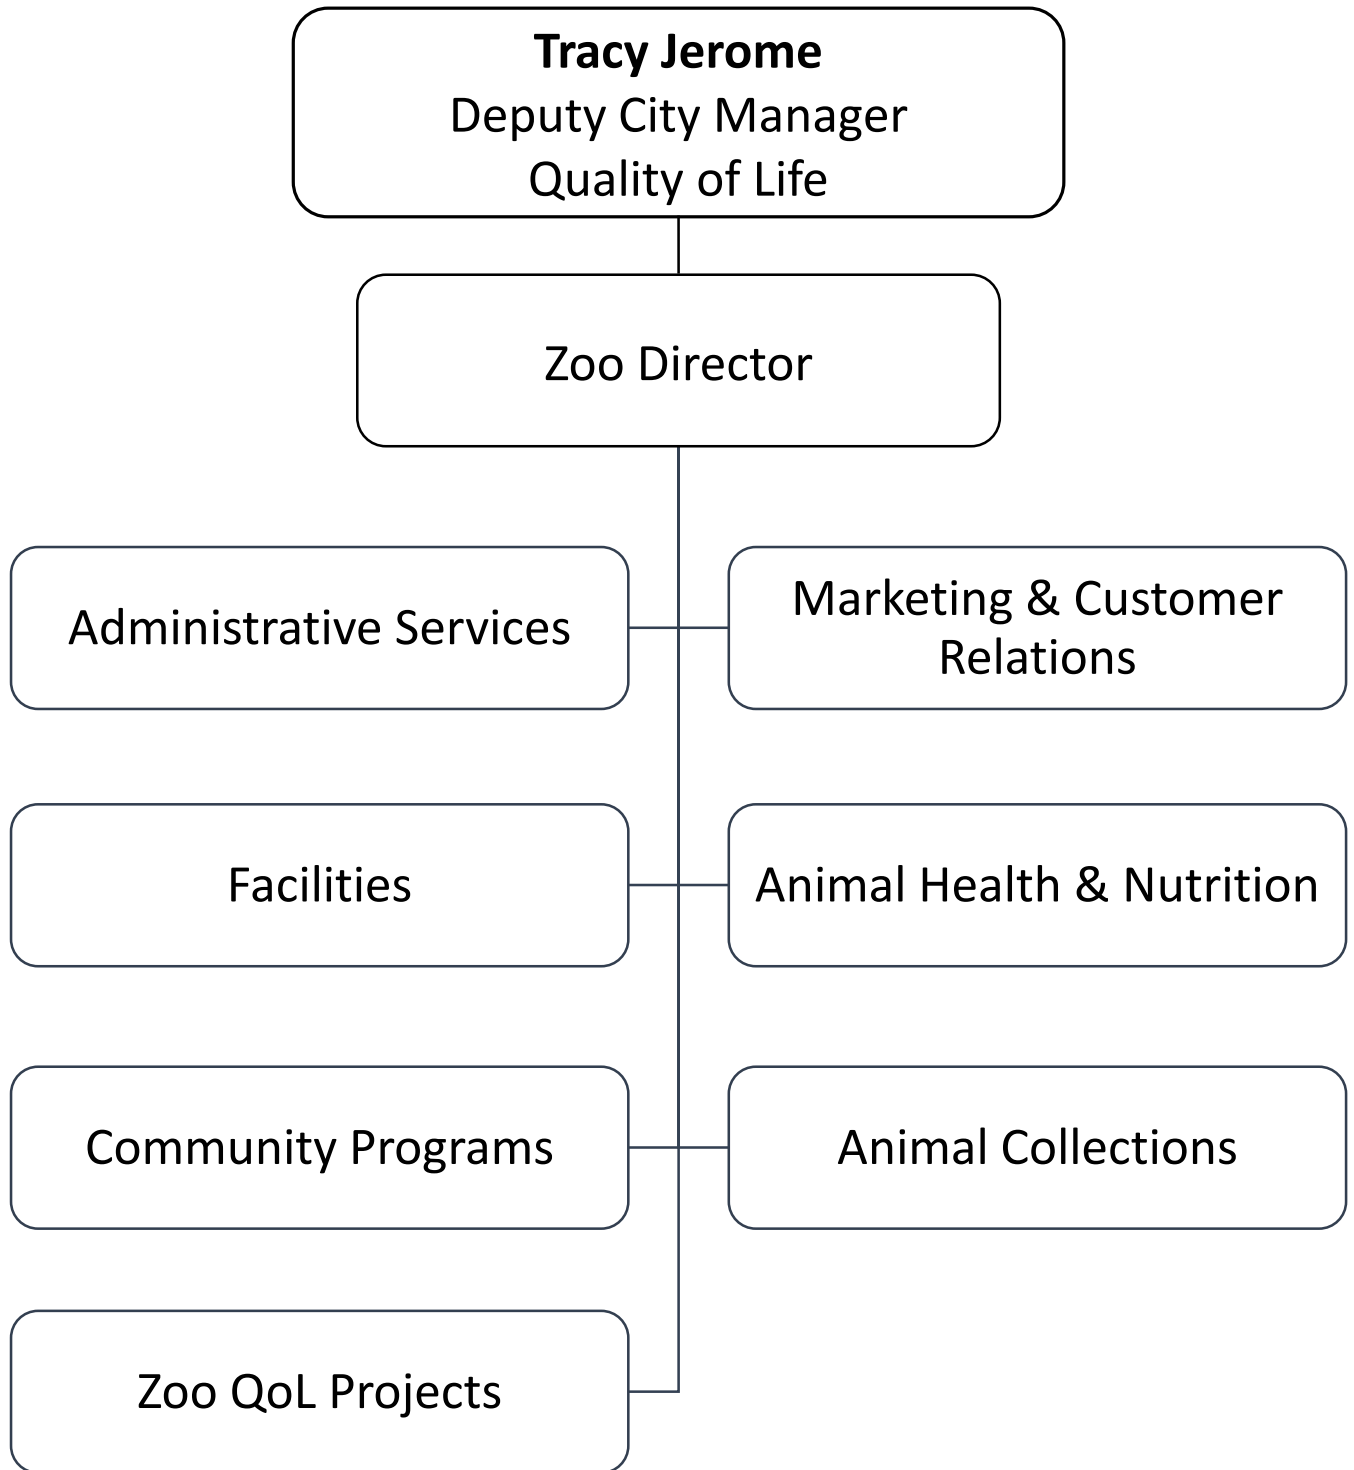 Tracy Jerome
Deputy City Manager
Quality of Life
Zoo Director
Administrative Services
Marketing & Customer
Relations
Facilities
Animal Health & Nutrition
Community Programs
Animal Collections
Zoo QoL Projects